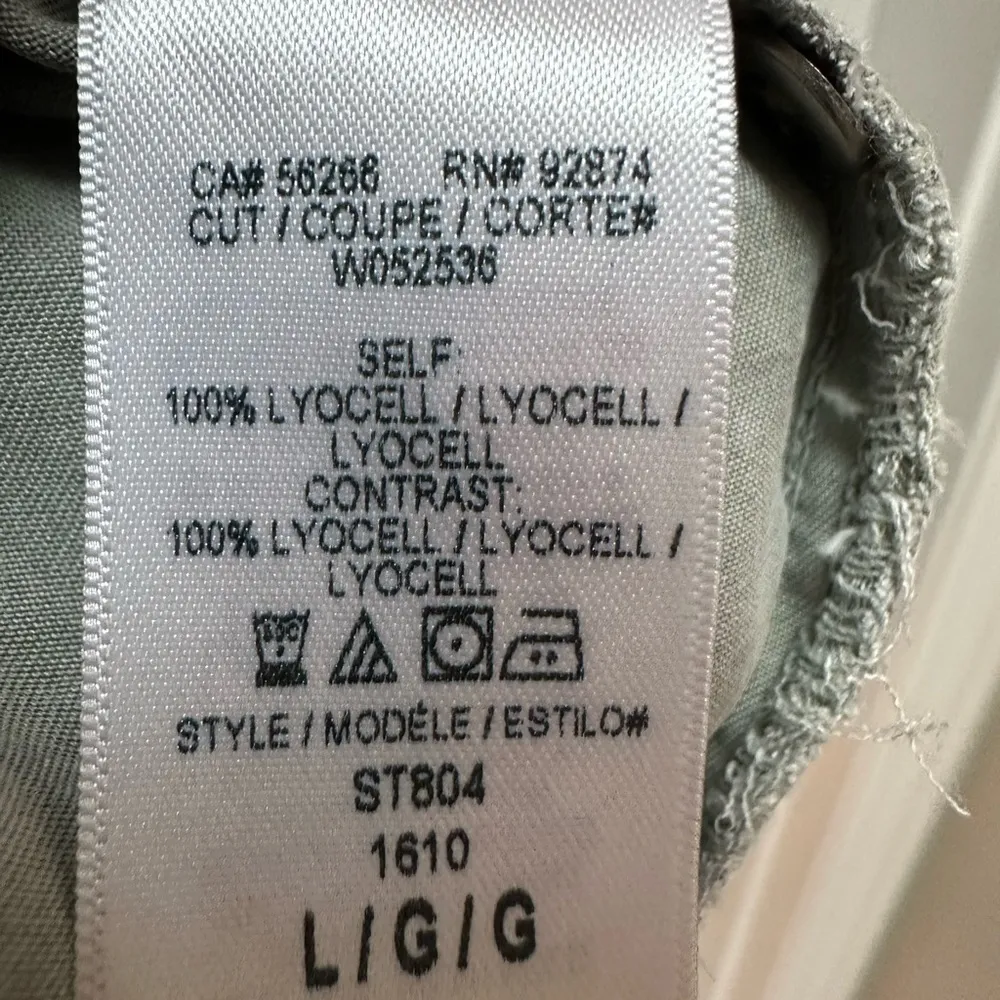 CA# 56266 RN# 92874
CUT / COUPE / CORTE#
W052536
SELF:
100% LYOCELL / LYOCELL /
LYOCELL
CONTRAST:
100% LYOCELL / LYOCELL /
LYOCELL
STYLE / MODÉLE / ESTILO#
ST804
1610
L / G / G